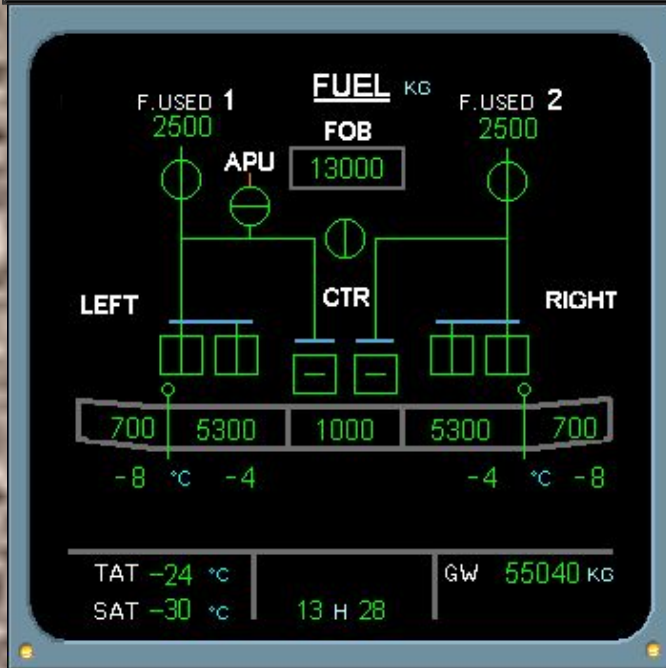 FUEL KG
F.USED 1
F.USED 2
2500
2500
FOB
APU
13000
LEFT
CTR
RIGHT
700 5300 1000 5300 700
-8 °C -4
-4 °C -8
TAT -24 °C
GW 55040 KG
SAT -30 °C
13 H 28